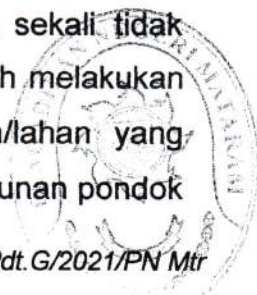 sekali tidak
h melakukan
/lahan yang
unan pondok
dt.G/2021/PN Mtr